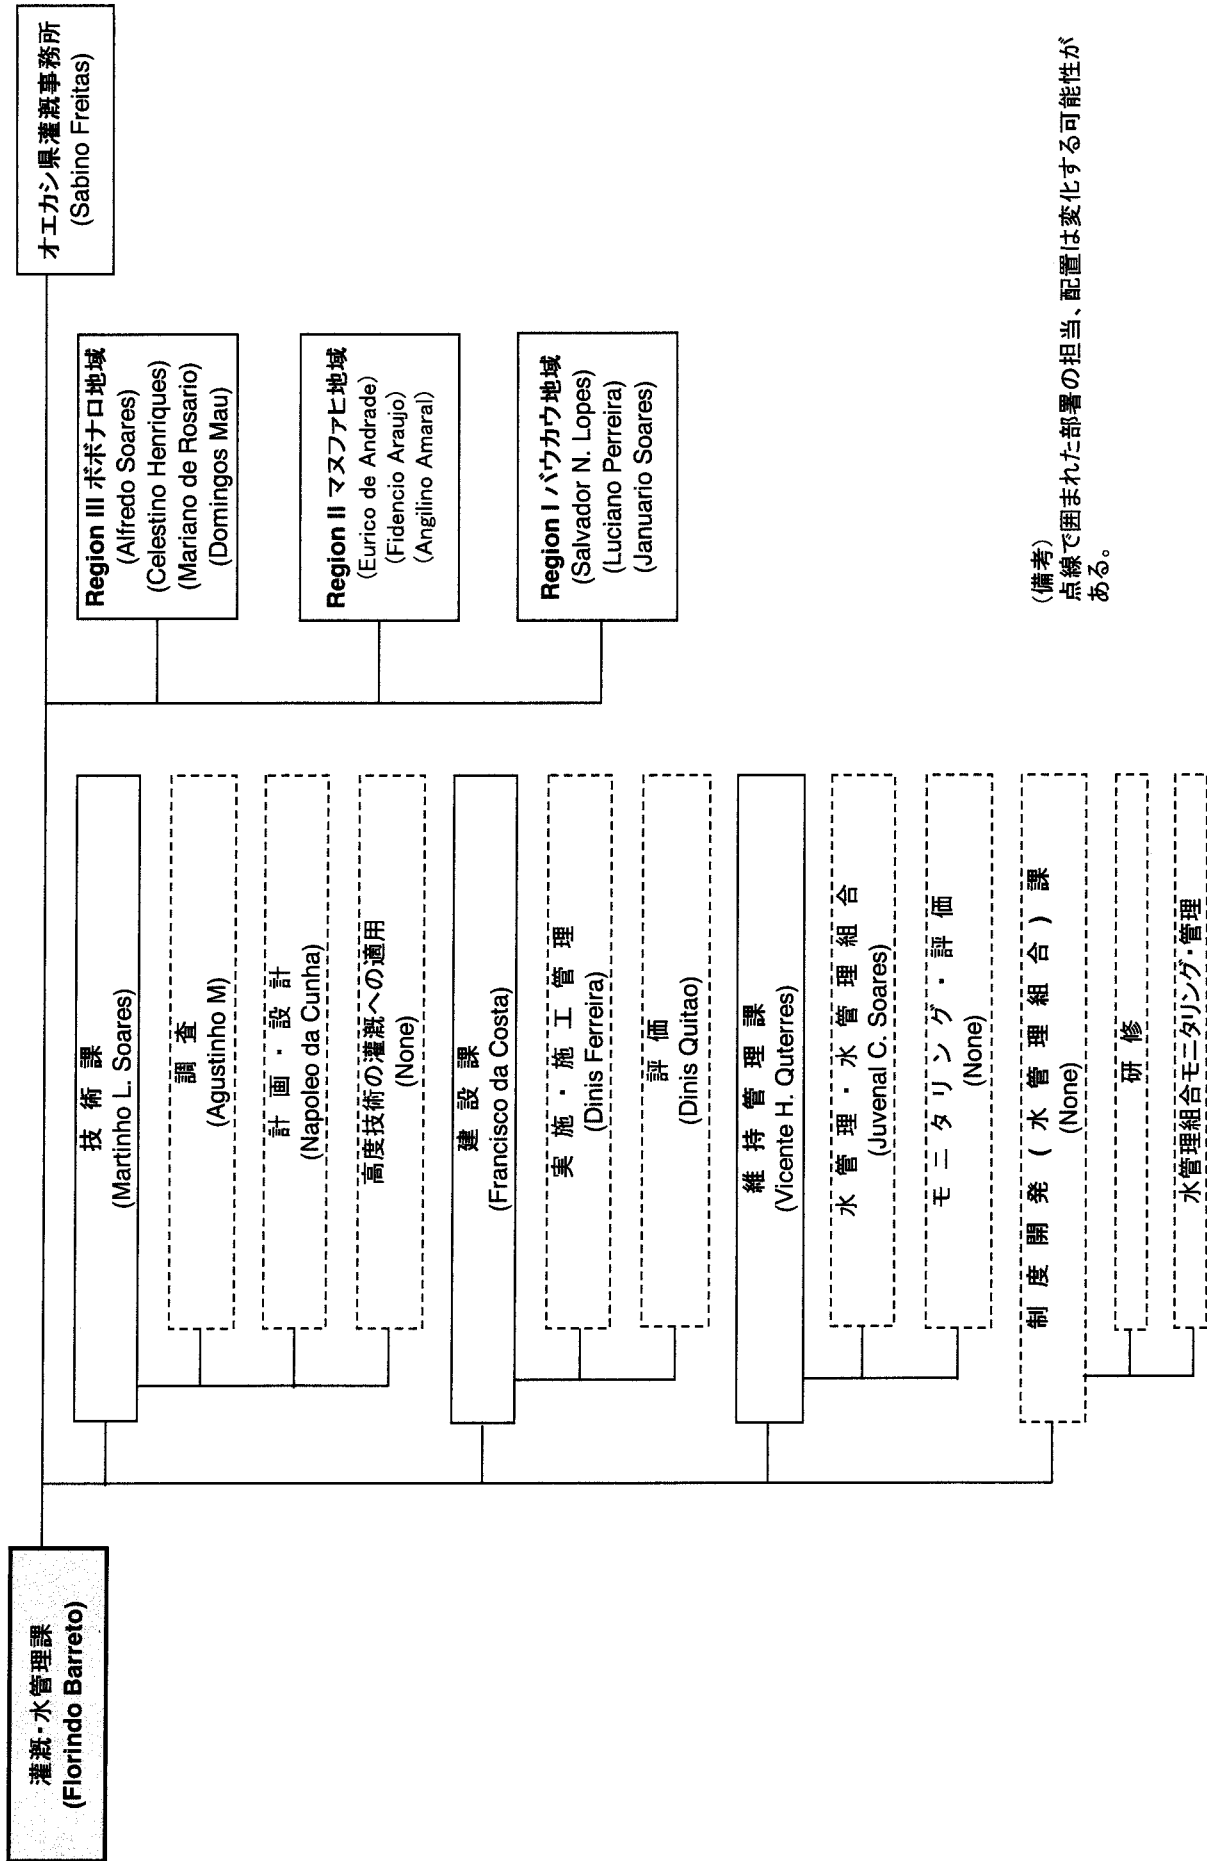 灌漑・水管理課
(Florindo Barreto)
技術課
(Martinho L. Soares)
調査
(Agustinho M)
計画・設計
(Napoleo da Cunha)
高度技術の灌漑への適用
(None)
建設課
(Francisco da Costa)
実施・施工管理
(Dinis Ferreira)
評価
(Dinis Quitao)
維持管理課
(Vicente H. Quterres)
水管理・水管理組合
(Juvenal C. Soares)
モニタリング・評価
(None)
制度開発(水管理組合)課
(None)
研修
水管理組合モニタリング・管理
Region III ボボナロ地域
(Alfredo Soares)
(Celestino Henriques)
(Mariano de Rosario)
(Domingos Mau)
Region II マヌファヒ地域
(Eurico de Andrade)
(Fidencio Araujo)
(Angilino Amaral)
Region I バウカウ地域
(Salvador N. Lopes)
(Luciano Perreira)
(Januario Soares)
オエカシ県灌漑事務所
(Sabino Freitas)
(備考)
点線で囲まれた部署の担当、配置は変化する可能性が
ある。